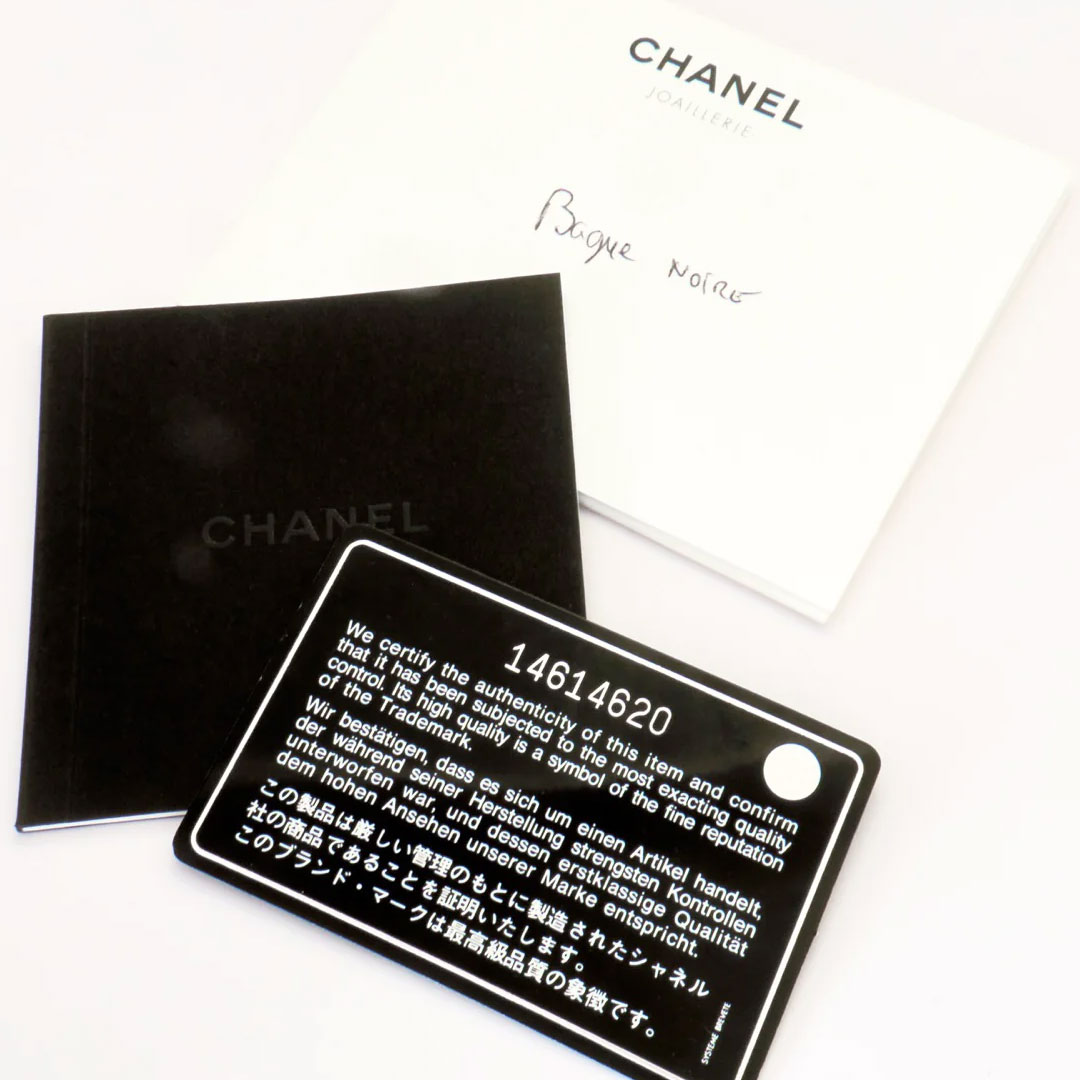 CHANEL
JOAILLERIE
Bague NOIRE
CHANEL
14614620
We certify the authenticity of this item and confirm
that it has been subjected to the most exacting quality
control. Its high quality is a symbol of the fine reputation
of the Trademark.
Wir bestätigen, dass es sich um einen Artikel handelt,
der während seiner Herstellung strengsten Kontrollen
unterworfen war, und dessen erstklassige Qualität
dem hohen Ansehen unserer Marke entspricht.
この製品は厳しい管理のもとに製造されたシャネル
社の商品であることを証明いたします。
このブランド・マークは最高級品質の象徴です。
SYSTEME BREVETE